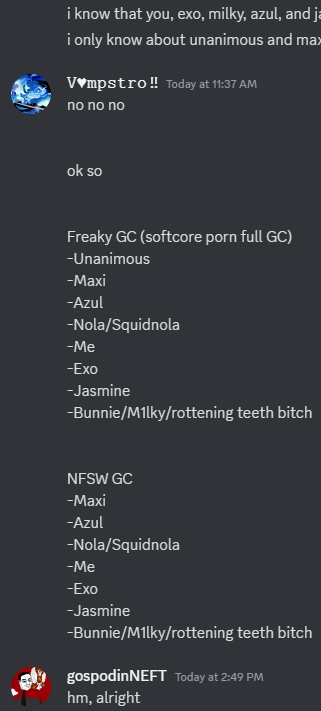 i know that you, exo, milky, azul, and ja
i only know about unanimous and max
V♥mpstro‼ Today at 11:37 AM
no no no
ok so
Freaky GC (softcore porn full GC)
-Unanimous
-Maxi
-Azul
-Nola/Squidnola
-Me
-Exo
-Jasmine
-Bunnie/M1lky/rottening teeth bitch
NFSW GC
-Maxi
-Azul
-Nola/Squidnola
-Me
-Exo
-Jasmine
-Bunnie/M1lky/rottening teeth bitch
gospodinNEFT Today at 2:49 PM
hm, alright